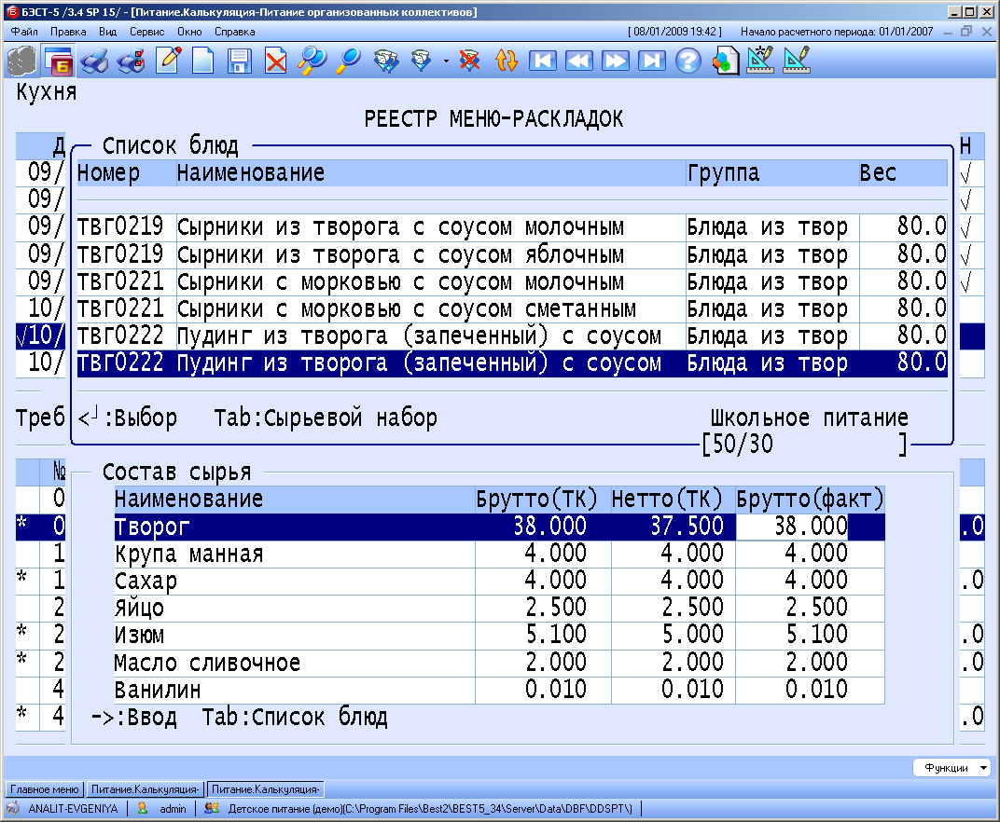 БЭСТ-5 /3.4 SP 15/ - [Питание.Калькуляция-Питание организованных коллективов]
Файл Правка Вид Сервис Окно Справка [ 08/01/2009 19:42 ] Начало расчетного периода: 01/01/2007
Кухня
РЕЕСТР МЕНЮ-РАСКЛАДОК
Д Список блюд Н
09/ Номер Наименование Группа Вес √
09/ √
09/ ТВГ0219 Сырники из творога с соусом молочным Блюда из твор 80.0 √
09/ ТВГ0219 Сырники из творога с соусом яблочным Блюда из твор 80.0 √
09/ ТВГ0221 Сырники с морковью с соусом молочным Блюда из твор 80.0 √
10/ ТВГ0221 Сырники с морковью с соусом сметанным Блюда из твор 80.0
√10/ ТВГ0222 Пудинг из творога (запеченный) с соусом Блюда из твор 80.0
10/ ТВГ0222 Пудинг из творога (запеченный) с соусом Блюда из твор 80.0
Треб <┘:Выбор Tab:Сырьевой набор Школьное питание
[50/30 ]
№ Состав сырья
0 Наименование Брутто(ТК) Нетто(ТК) Брутто(факт)
* 0 Творог 38.000 37.500 38.000 .0
1 Крупа манная 4.000 4.000 4.000
* 1 Сахар 4.000 4.000 4.000 .0
2 Яйцо 2.500 2.500 2.500
* 2 Изюм 5.100 5.000 5.100 .0
* 2 Масло сливочное 2.000 2.000 2.000 .0
4 Ванилин 0.010 0.010 0.010
* 4 ->:Ввод Tab:Список блюд .0
Функции
Главное меню Питание.Калькуляция- Питание.Калькуляция-
ANALIT-EVGENIYA admin Детское питание (демо)(C:\Program Files\Best2\BEST5_34\Server\Data\DBF\DDSPT\)